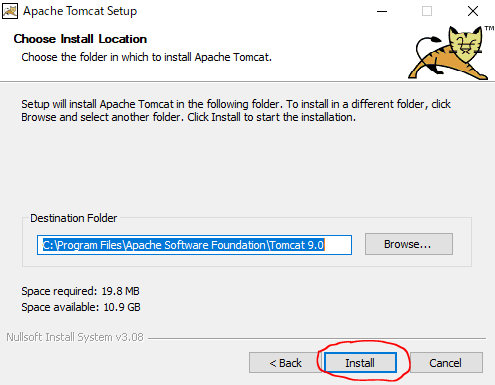 Apache Tomcat Setup
Choose Install Location
Choose the folder in which to install Apache Tomcat.
TM
Setup will install Apache Tomcat in the following folder. To install in a different folder, click
Browse and select another folder. Click Install to start the installation.
Destination Folder
C:\Program Files\Apache Software Foundation\Tomcat 9.0
Browse...
Space required: 19.8 MB
Space available: 10.9 GB
Nullsoft Install System v3.08
< Back
Install
Cancel